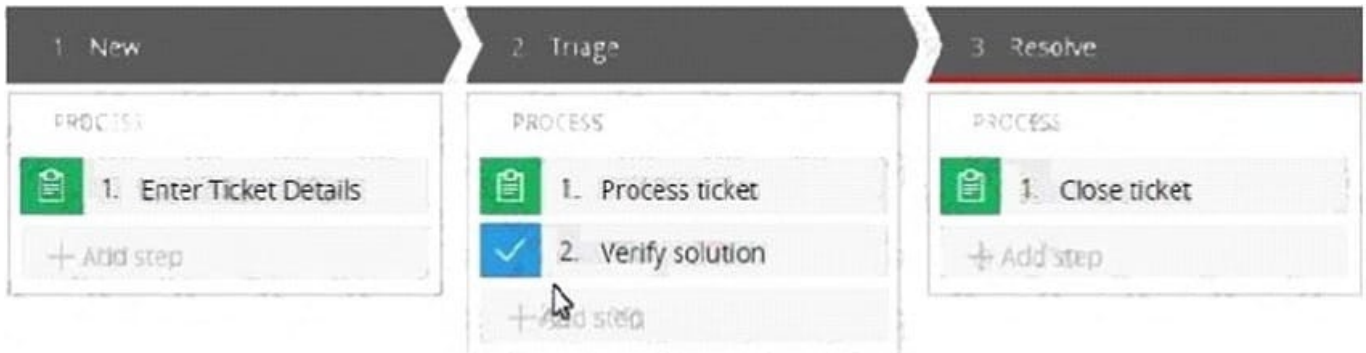 1 New
2 Triage
3 Resolve
PROCESS
1. Enter Ticket Details
+ Add step
PROCESS
1. Process ticket
2. Verify solution
+ Add step
PROCESS
1. Close ticket
+ Add step